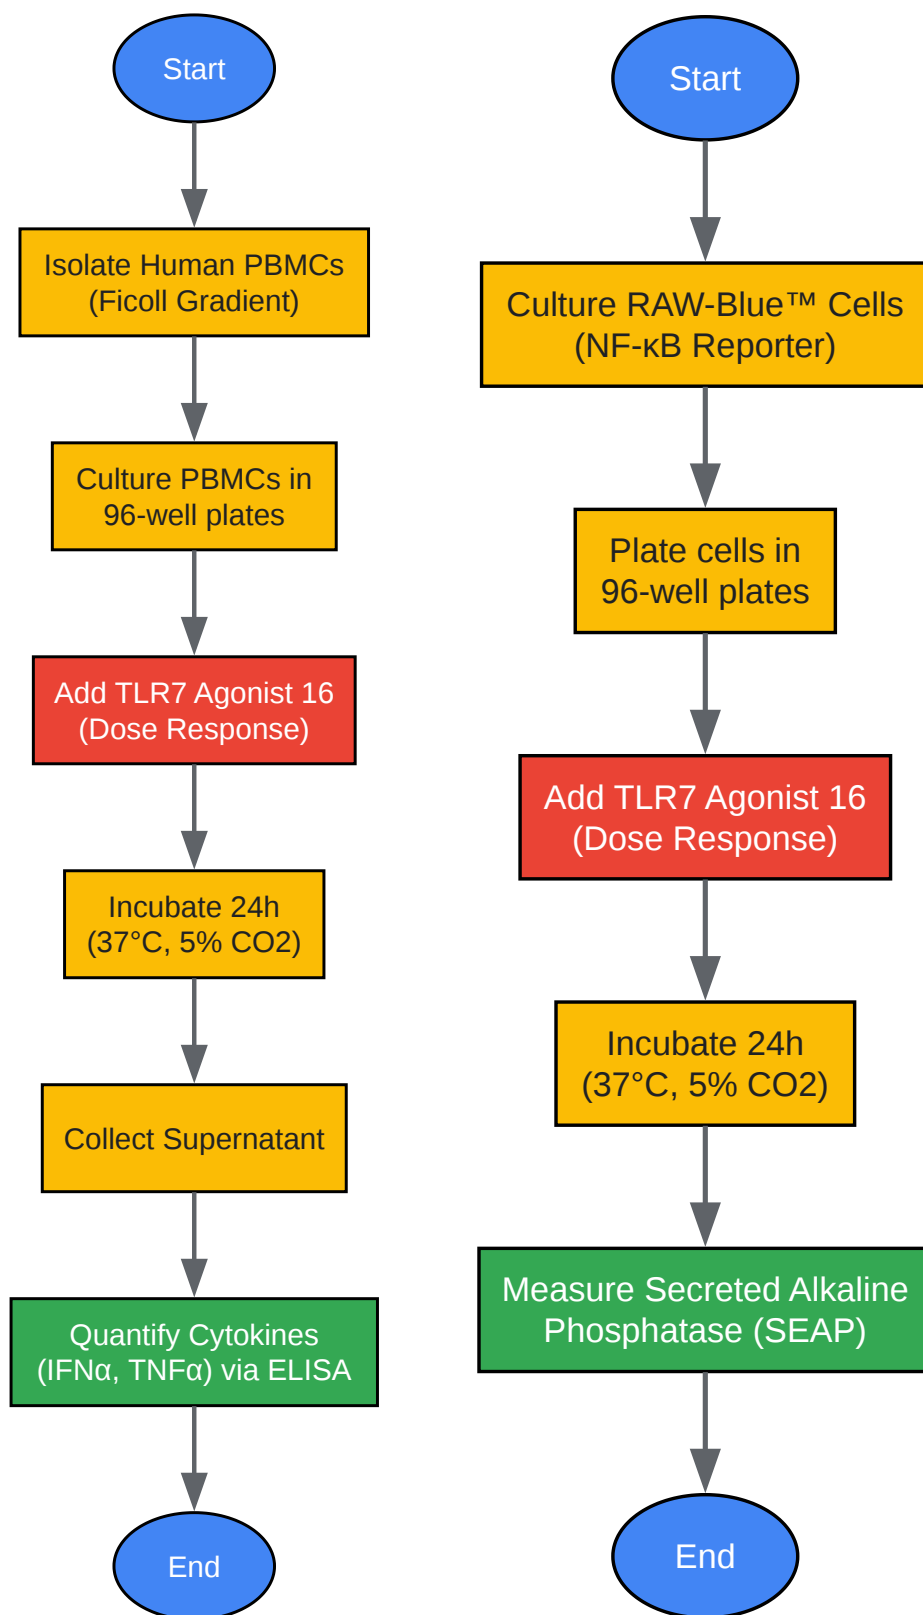 Start
Isolate Human PBMCs
(Ficoll Gradient)
Culture PBMCs in
96-well plates
Add TLR7 Agonist 16
(Dose Response)
Incubate 24h
(37°C, 5% CO2)
Collect Supernatant
Quantify Cytokines
(IFNα, TNFα) via ELISA
End
Start
Culture RAW-Blue™ Cells
(NF-κB Reporter)
Plate cells in
96-well plates
Add TLR7 Agonist 16
(Dose Response)
Incubate 24h
(37°C, 5% CO2)
Measure Secreted Alkaline
Phosphatase (SEAP)
End